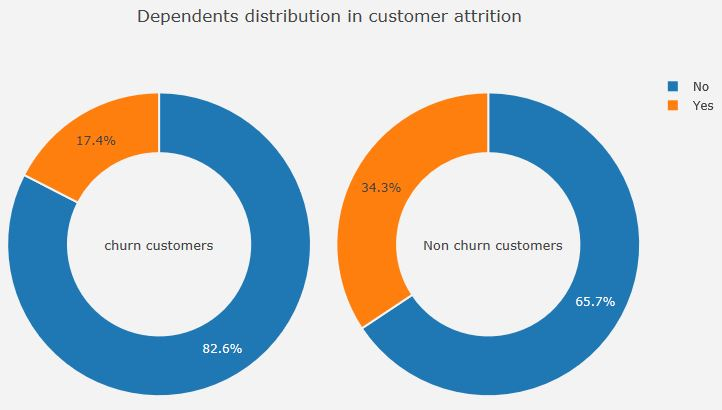 Dependents distribution in customer attrition
No
Yes
17.4%
churn customers
82.6%
34.3%
Non churn customers
65.7%